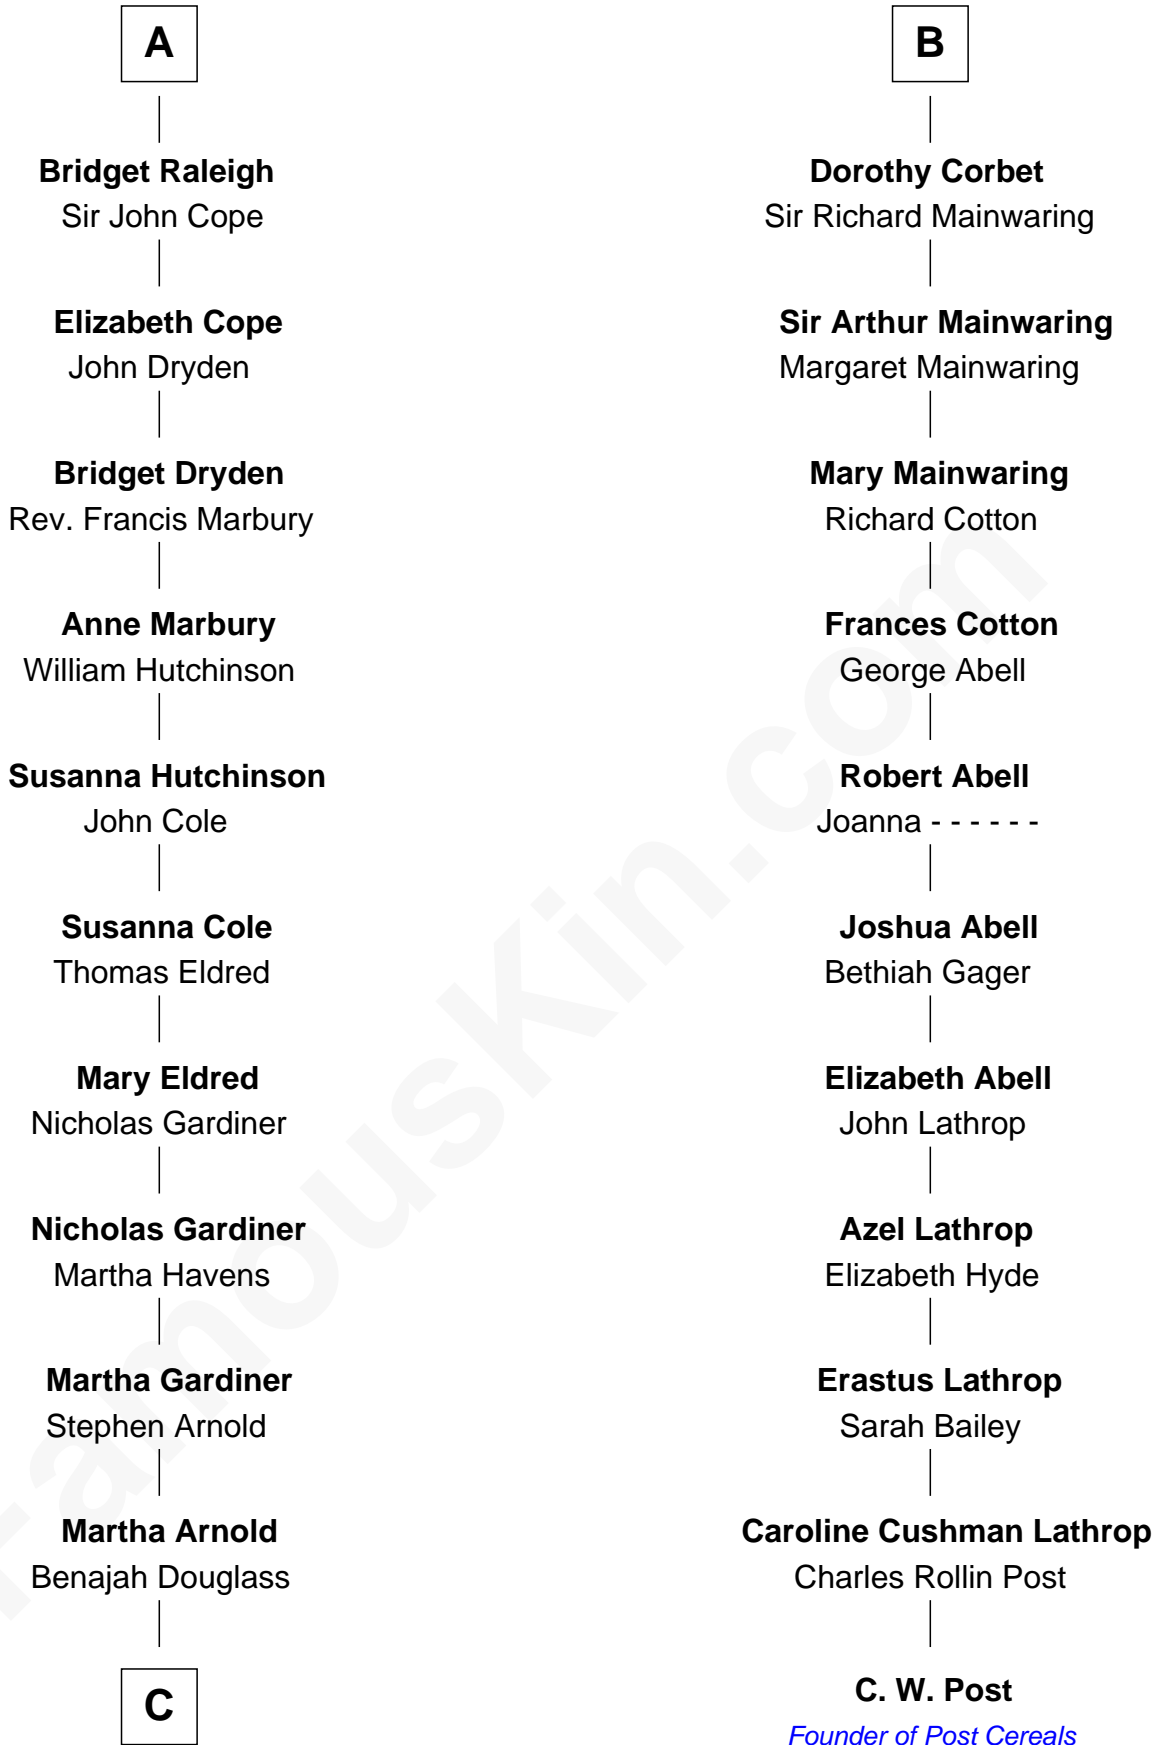 A
Bridget Raleigh
Sir John Cope
Elizabeth Cope
John Dryden
Bridget Dryden
Rev. Francis Marbury
Anne Marbury
William Hutchinson
Susanna Hutchinson
John Cole
Susanna Cole
Thomas Eldred
Mary Eldred
Nicholas Gardiner
Nicholas Gardiner
Martha Havens
Martha Gardiner
Stephen Arnold
Martha Arnold
Benajah Douglass
C
B
Dorothy Corbet
Sir Richard Mainwaring
Sir Arthur Mainwaring
Margaret Mainwaring
Mary Mainwaring
Richard Cotton
Frances Cotton
George Abell
Robert Abell
Joanna - - - - - -
Joshua Abell
Bethiah Gager
Elizabeth Abell
John Lathrop
Azel Lathrop
Elizabeth Hyde
Erastus Lathrop
Sarah Bailey
Caroline Cushman Lathrop
Charles Rollin Post
C. W. Post
Founder of Post Cereals
FamousKin.com